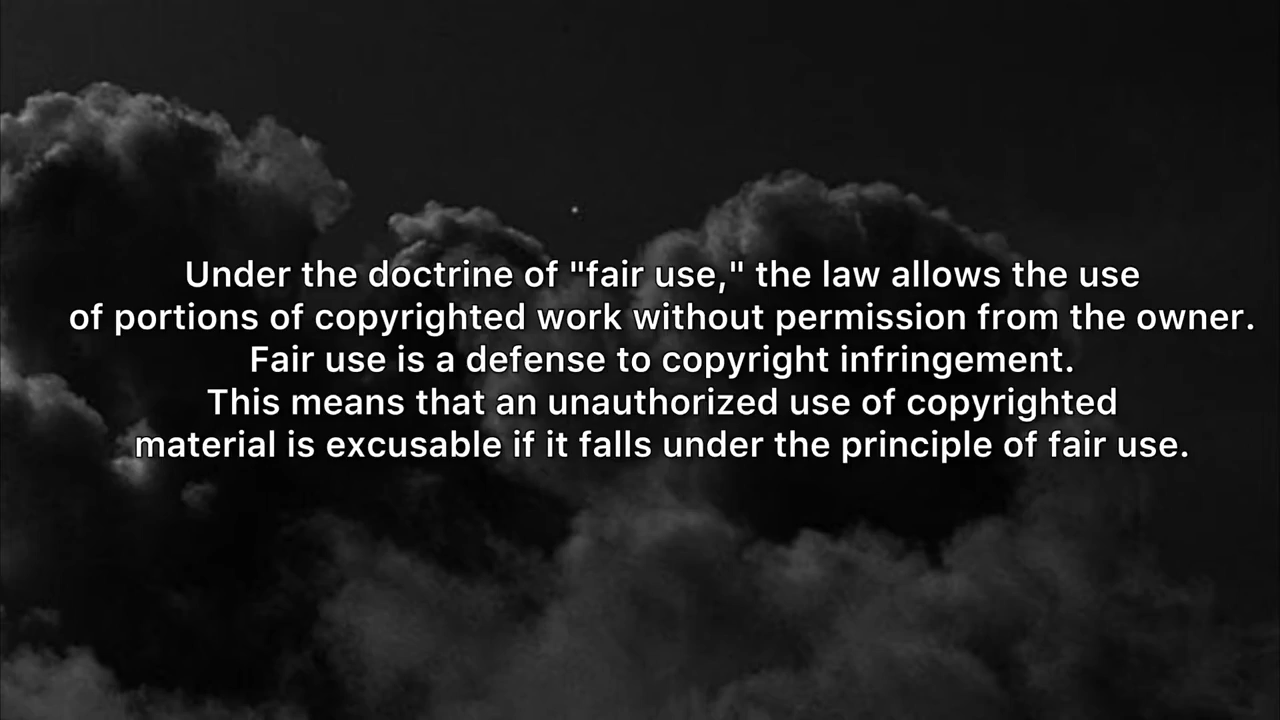 Under the doctrine of "fair use," the law allows the use
of portions of copyrighted work without permission from the owner.
Fair use is a defense to copyright infringement.
This means that an unauthorized use of copyrighted
material is excusable if it falls under the principle of fair use.